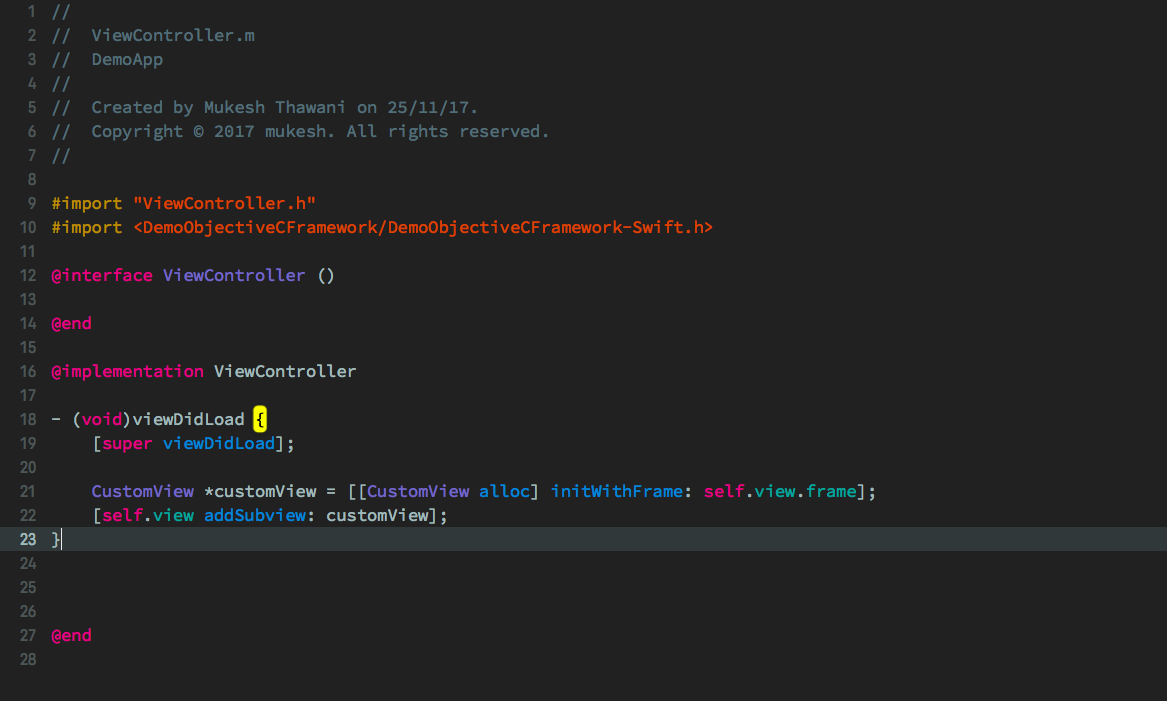 1 //
2 //  ViewController.m
3 //  DemoApp
4 //
5 //  Created by Mukesh Thawani on 25/11/17.
6 //  Copyright © 2017 mukesh. All rights reserved.
7 //
8
9 #import "ViewController.h"
10 #import <DemoObjectiveCFramework/DemoObjectiveCFramework-Swift.h>
11
12 @interface ViewController ()
13
14 @end
15
16 @implementation ViewController
17
18 - (void)viewDidLoad {
19     [super viewDidLoad];
20
21     CustomView *customView = [[CustomView alloc] initWithFrame: self.view.frame];
22     [self.view addSubview: customView];
23 }
24
25
26
27 @end
28